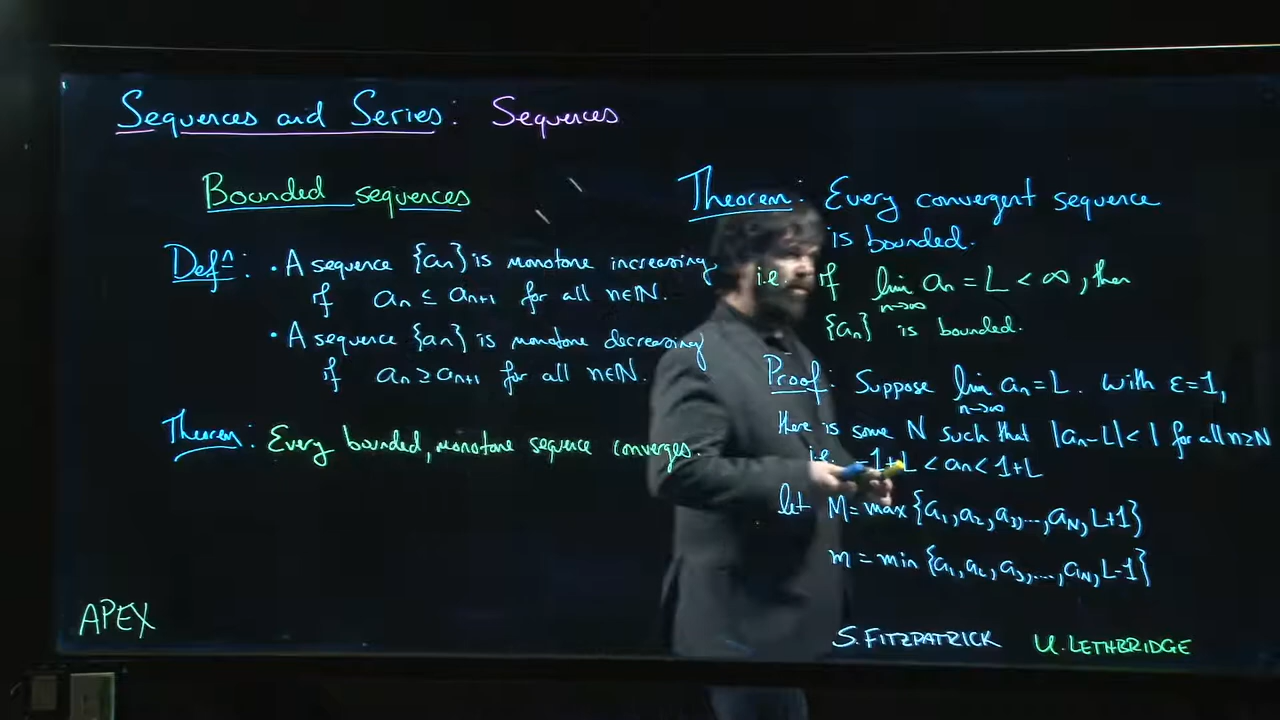 Sequences and Series: Sequences
Bounded sequences
Defⁿ: • A sequence {aₙ} is monotone increasing
if aₙ ≤ aₙ₊₁ for all n∈ℕ.
• A sequence {aₙ} is monotone decreasing
if aₙ ≥ aₙ₊₁ for all n∈ℕ.
Theorem: Every bounded, monotone sequence converges.
APEX
Theorem: Every convergent sequence
is bounded.
i.e. if lim aₙ = L < ∞, then
n→∞
{aₙ} is bounded.
Proof: Suppose lim aₙ = L. With ε=1,
n→∞
there is some N such that |aₙ-L| < 1 for all n≥N
i.e. -1+L < aₙ < 1+L
let M = max {a₁, a₂, a₃, ..., a_N, L+1}
m = min {a₁, a₂, a₃, ..., a_N, L-1}
S. FITZPATRICK U. LETHBRIDGE